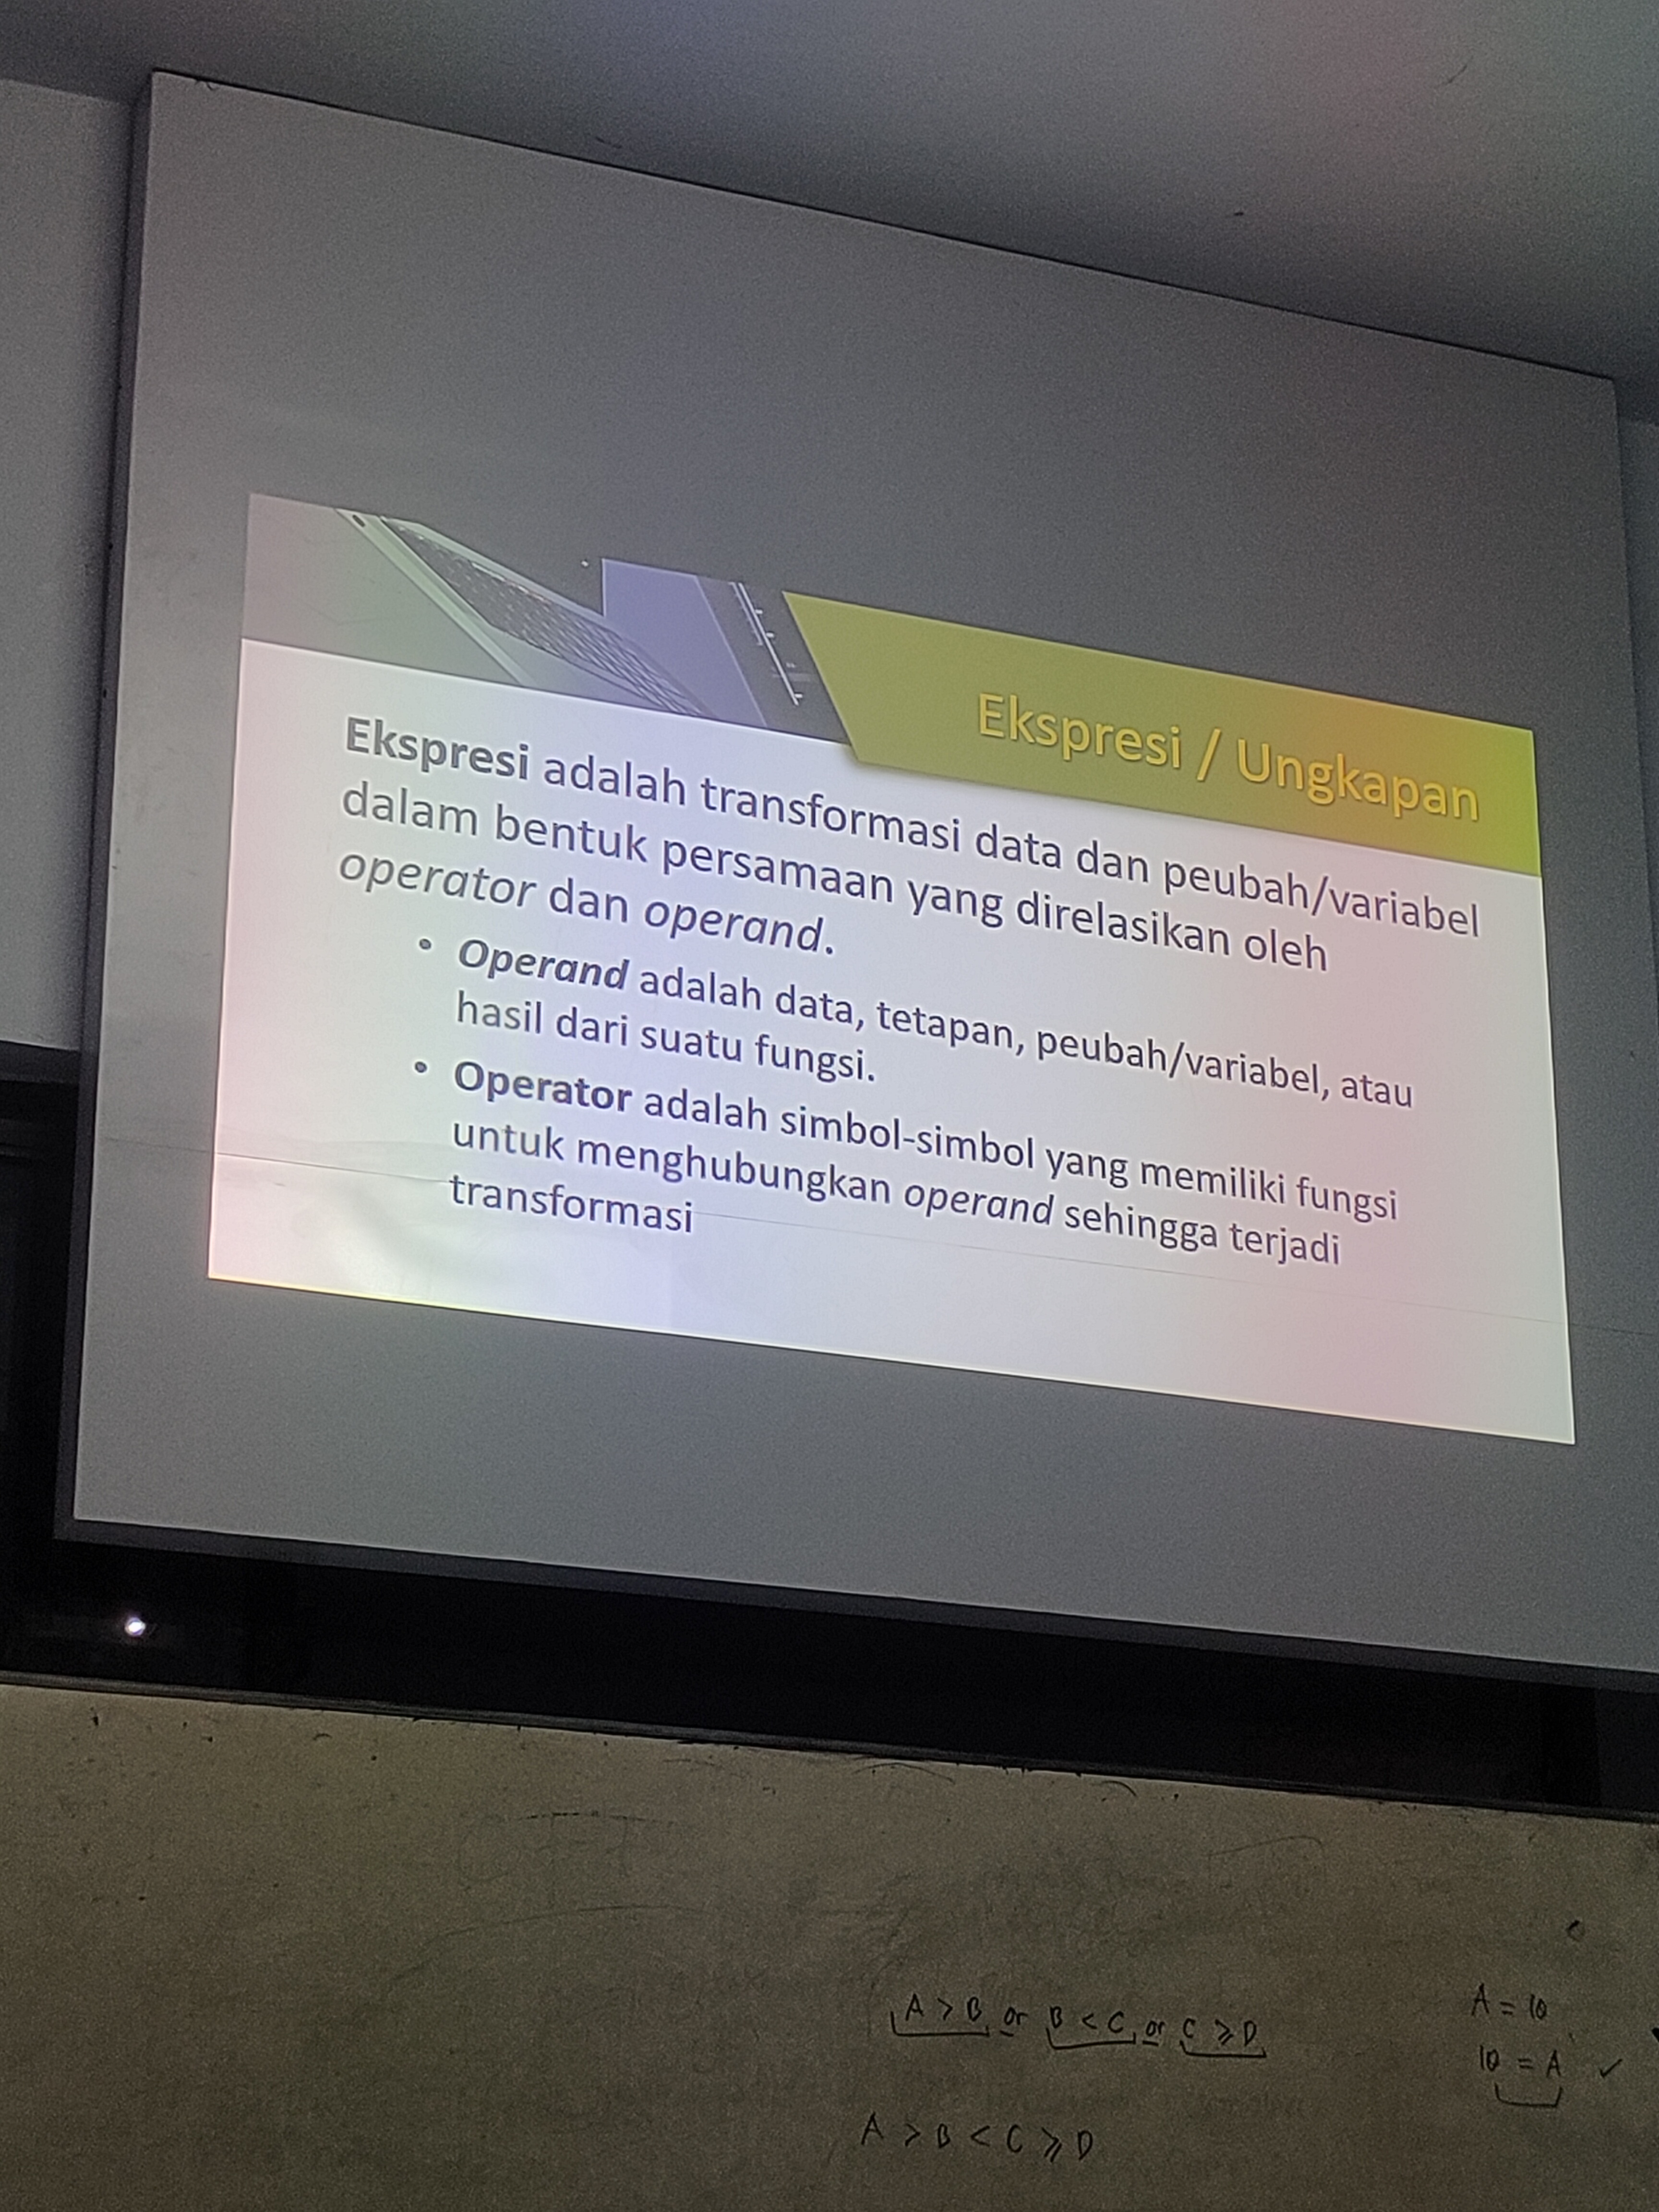 Ekspresi / Ungkapan
Ekspresi adalah transformasi data dan peubah/variabel
dalam bentuk persamaan yang direlasikan oleh
operator dan operand.
• Operand adalah data, tetapan, peubah/variabel, atau
hasil dari suatu fungsi.
• Operator adalah simbol-simbol yang memiliki fungsi
untuk menghubungkan operand sehingga terjadi
transformasi
A > B or B < C or C ⩾ D
A > B < C ⩾ D
A = 10
10 = A ✓